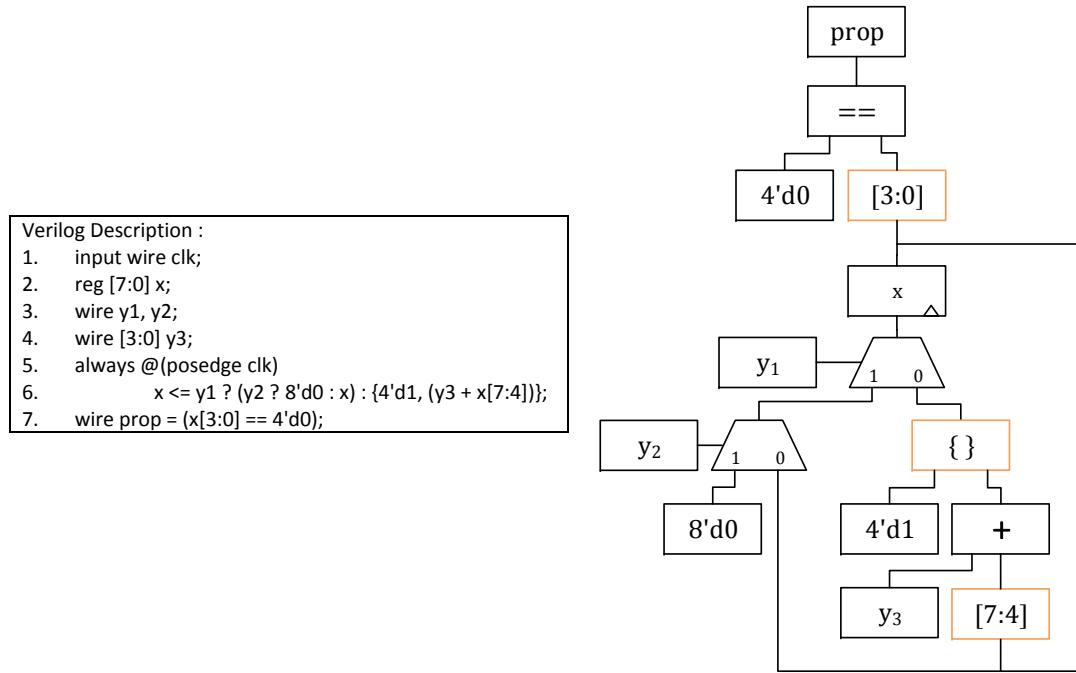 Verilog Description :
1. input wire clk;
2. reg [7:0] x;
3. wire y1, y2;
4. wire [3:0] y3;
5. always @(posedge clk)
6. x <= y1 ? (y2 ? 8'd0 : x) : {4'd1, (y3 + x[7:4])};
7. wire prop = (x[3:0] == 4'd0);
prop
==
4'd0 [3:0]
x
y₁
1 0
y₂
1 0
{ }
8'd0 4'd1 +
y₃ [7:4]